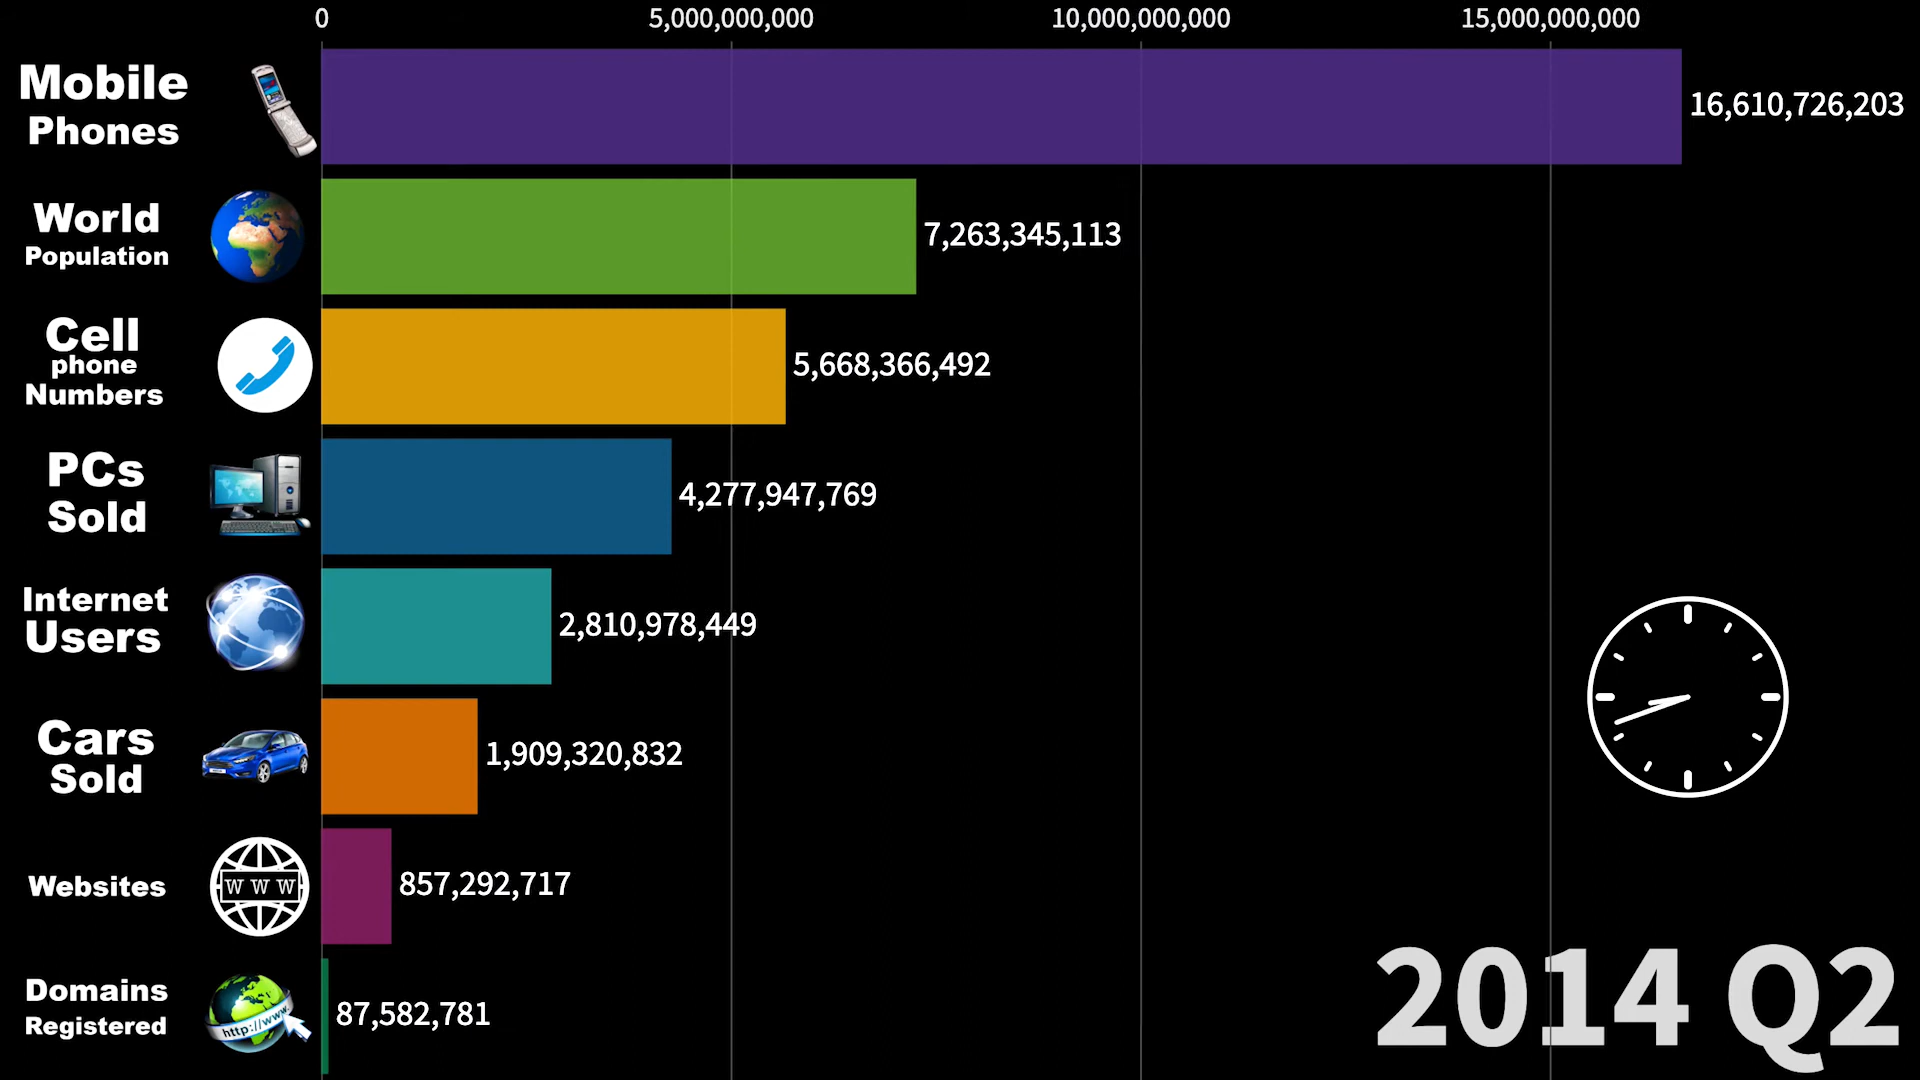 0 5,000,000,000 10,000,000,000 15,000,000,000
Mobile
Phones
16,610,726,203
World
Population
7,263,345,113
Cell
phone
Numbers
5,668,366,492
PCs
Sold
4,277,947,769
Internet
Users
2,810,978,449
Cars
Sold
1,909,320,832
Websites
W W W
857,292,717
Domains
Registered
http://www.
87,582,781
2014 Q2